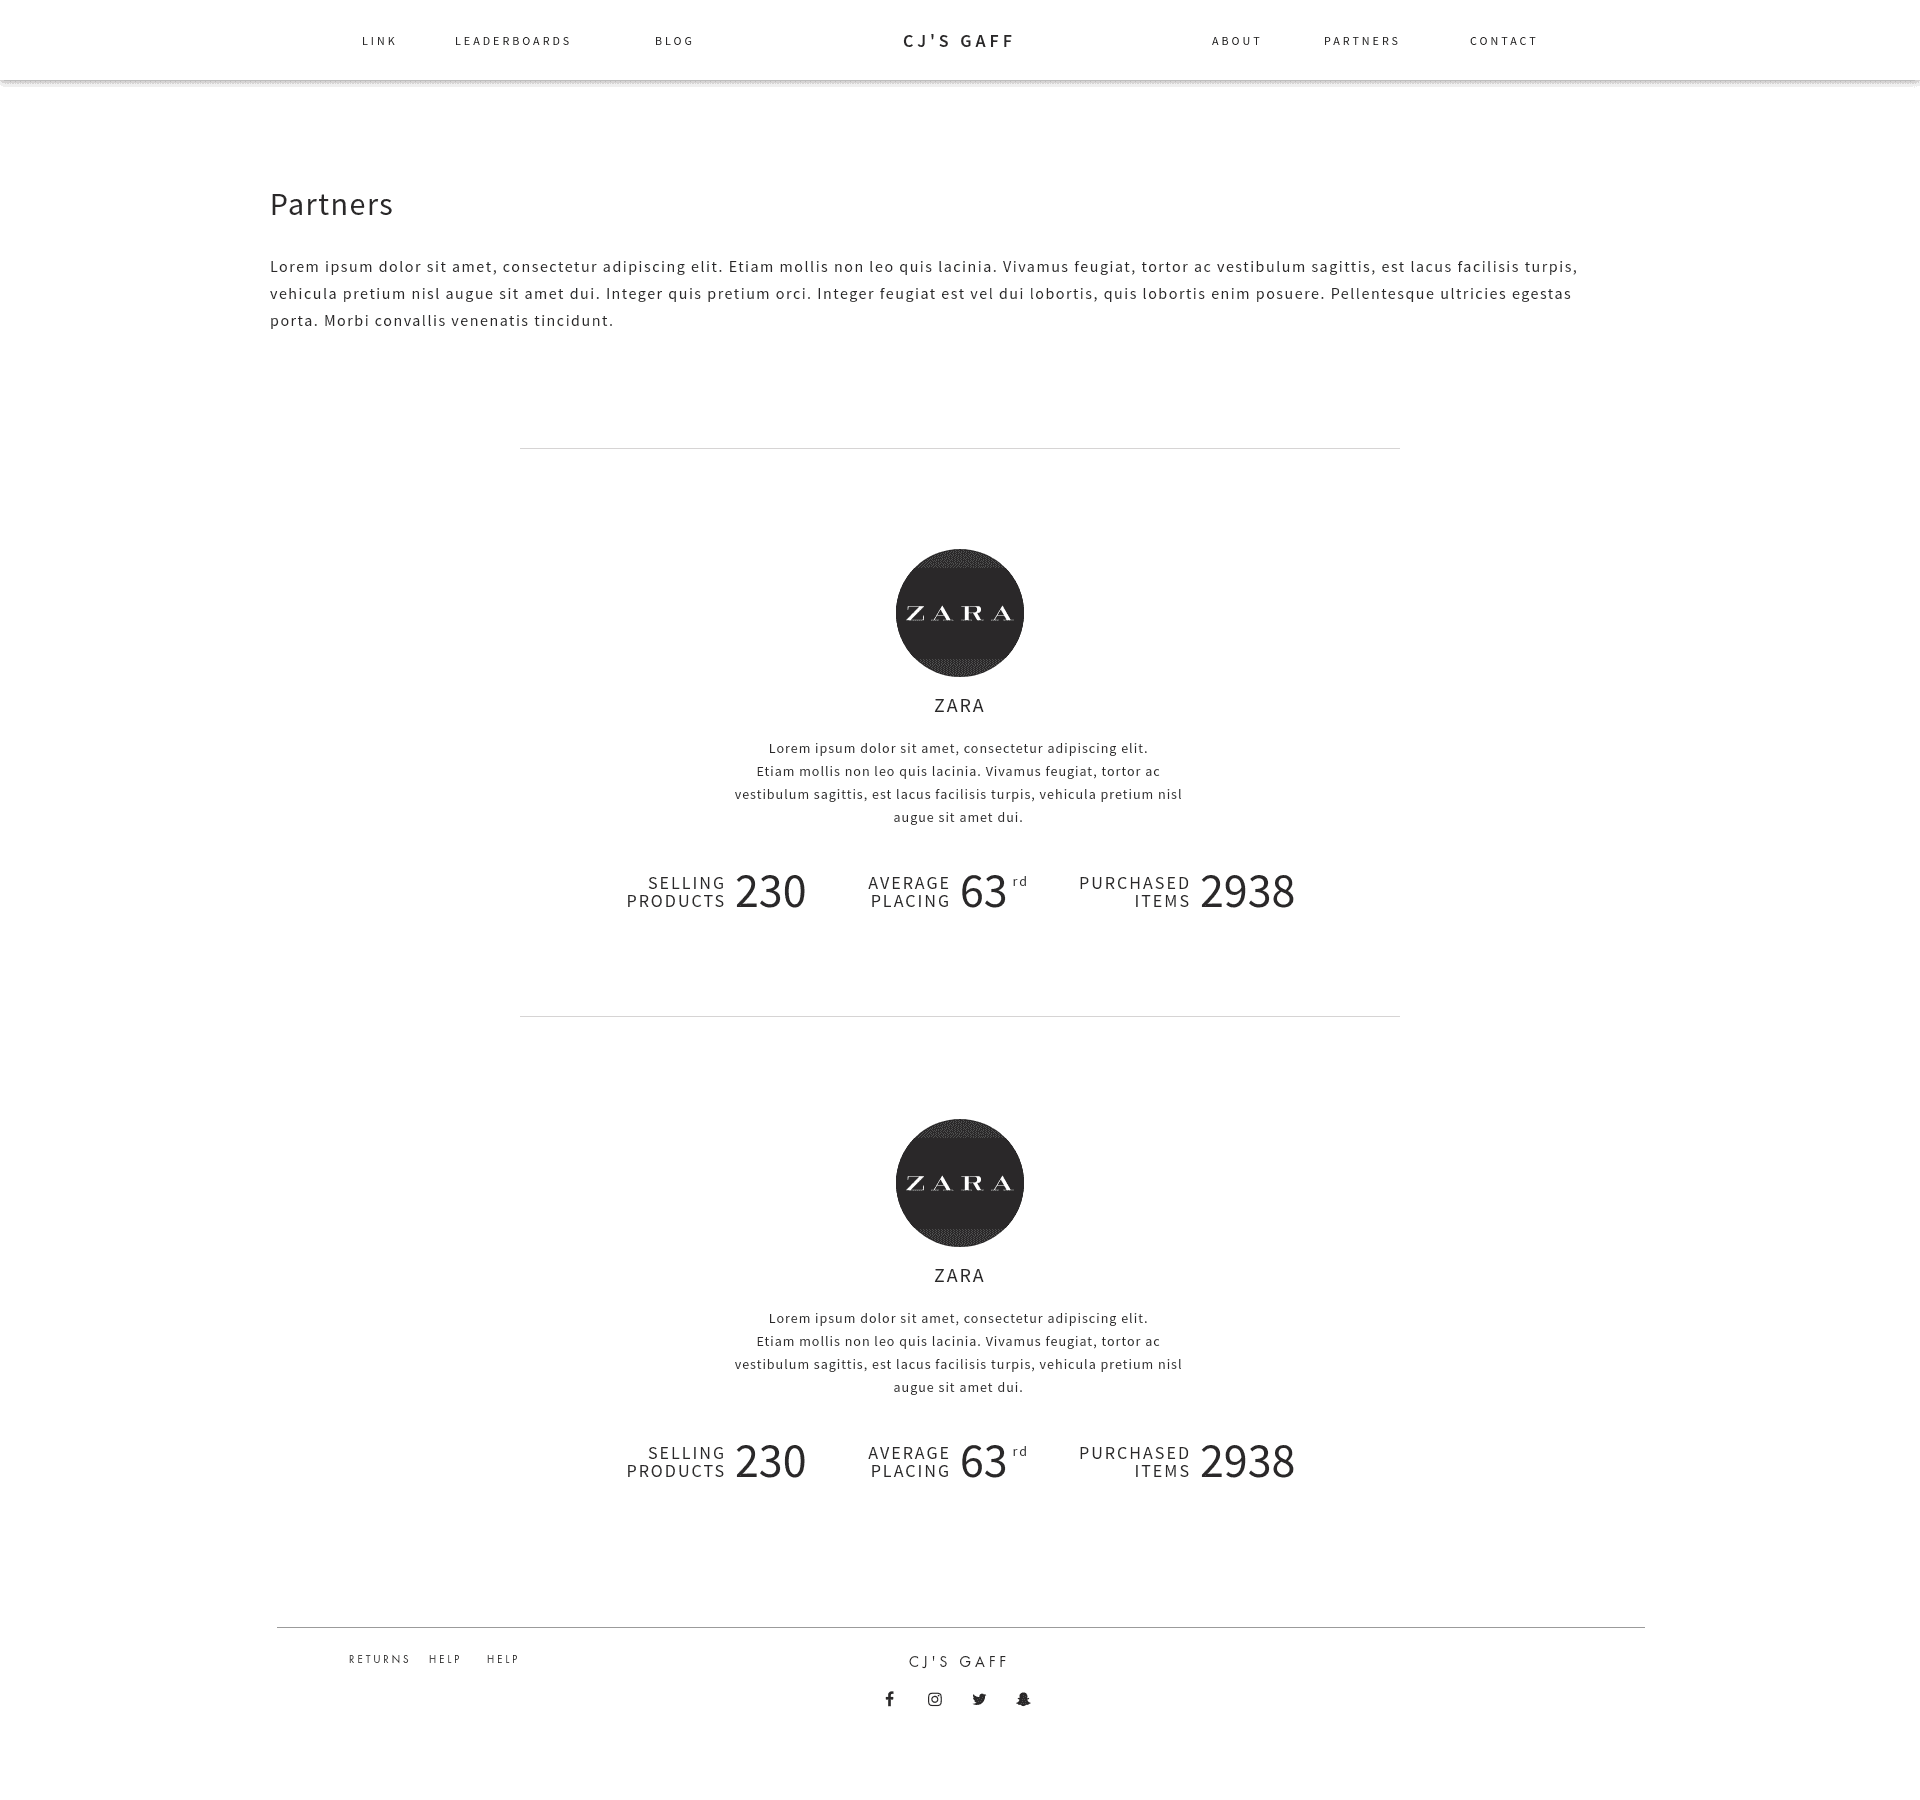 LINK LEADERBOARDS BLOG CJ'S GAFF ABOUT PARTNERS CONTACT
Partners
Lorem ipsum dolor sit amet, consectetur adipiscing elit. Etiam mollis non leo quis lacinia. Vivamus feugiat, tortor ac vestibulum sagittis, est lacus facilisis turpis,
vehicula pretium nisl augue sit amet dui. Integer quis pretium orci. Integer feugiat est vel dui lobortis, quis lobortis enim posuere. Pellentesque ultricies egestas
porta. Morbi convallis venenatis tincidunt.
ZARA
ZARA
Lorem ipsum dolor sit amet, consectetur adipiscing elit.
Etiam mollis non leo quis lacinia. Vivamus feugiat, tortor ac
vestibulum sagittis, est lacus facilisis turpis, vehicula pretium nisl
augue sit amet dui.
SELLING
PRODUCTS 230
AVERAGE
PLACING 63 rd
PURCHASED
ITEMS 2938
ZARA
ZARA
Lorem ipsum dolor sit amet, consectetur adipiscing elit.
Etiam mollis non leo quis lacinia. Vivamus feugiat, tortor ac
vestibulum sagittis, est lacus facilisis turpis, vehicula pretium nisl
augue sit amet dui.
SELLING
PRODUCTS 230
AVERAGE
PLACING 63 rd
PURCHASED
ITEMS 2938
RETURNS HELP HELP
CJ'S GAFF